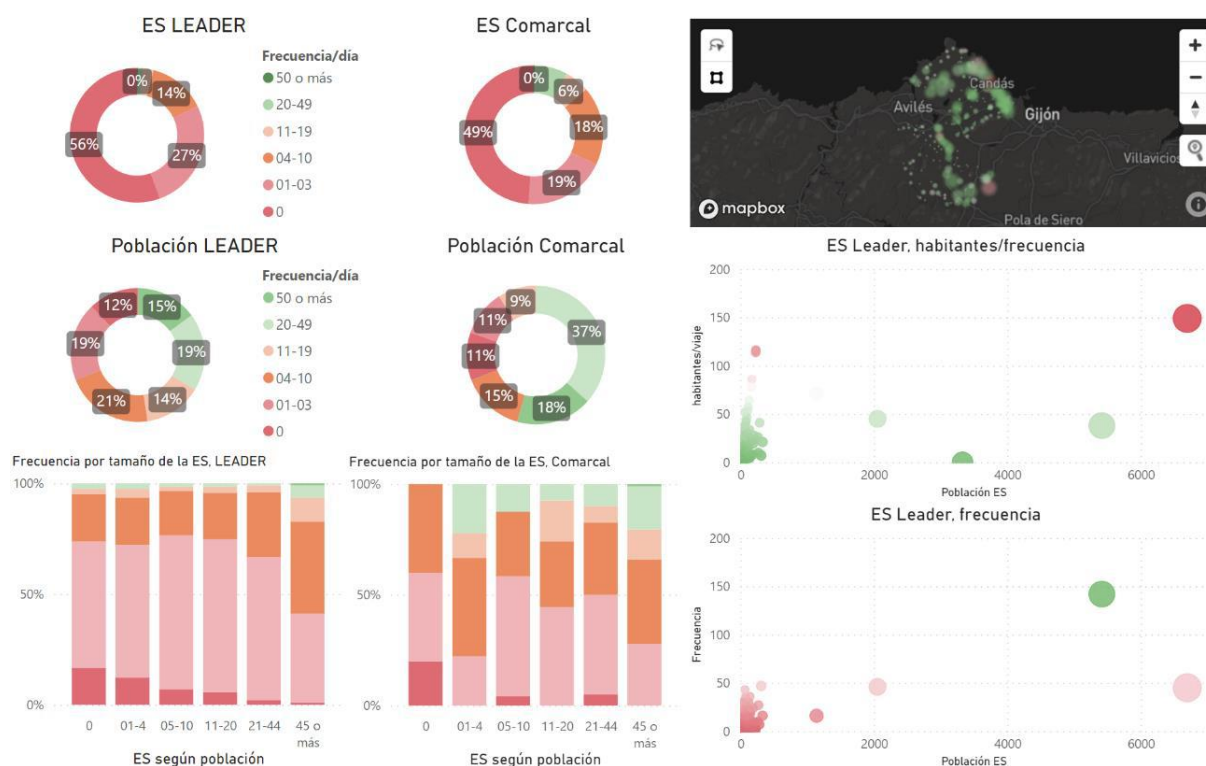 ES LEADER
Frecuencia/día
50 o más
20-49
11-19
04-10
01-03
0
0%
14%
27%
56%
ES Comarcal
0%
6%
18%
19%
49%
Candás
Avilés
Gijón
Villavicios
Pola de Siero
mapbox
Población LEADER
Frecuencia/día
50 o más
20-49
11-19
04-10
01-03
0
12%
15%
19%
19%
21%
14%
Población Comarcal
9%
11%
37%
11%
15%
18%
ES Leader, habitantes/frecuencia
habitantes/viaje
200
150
100
50
0
0
2000
4000
6000
Población ES
Frecuencia por tamaño de la ES, LEADER
100%
50%
0%
0
01-4
05-10
11-20
21-44
45 o
más
ES según población
Frecuencia por tamaño de la ES, Comarcal
100%
50%
0%
0
01-4
05-10
11-20
21-44
45 o
más
ES según población
ES Leader, frecuencia
Frecuencia
200
150
100
50
0
0
2000
4000
6000
Población ES